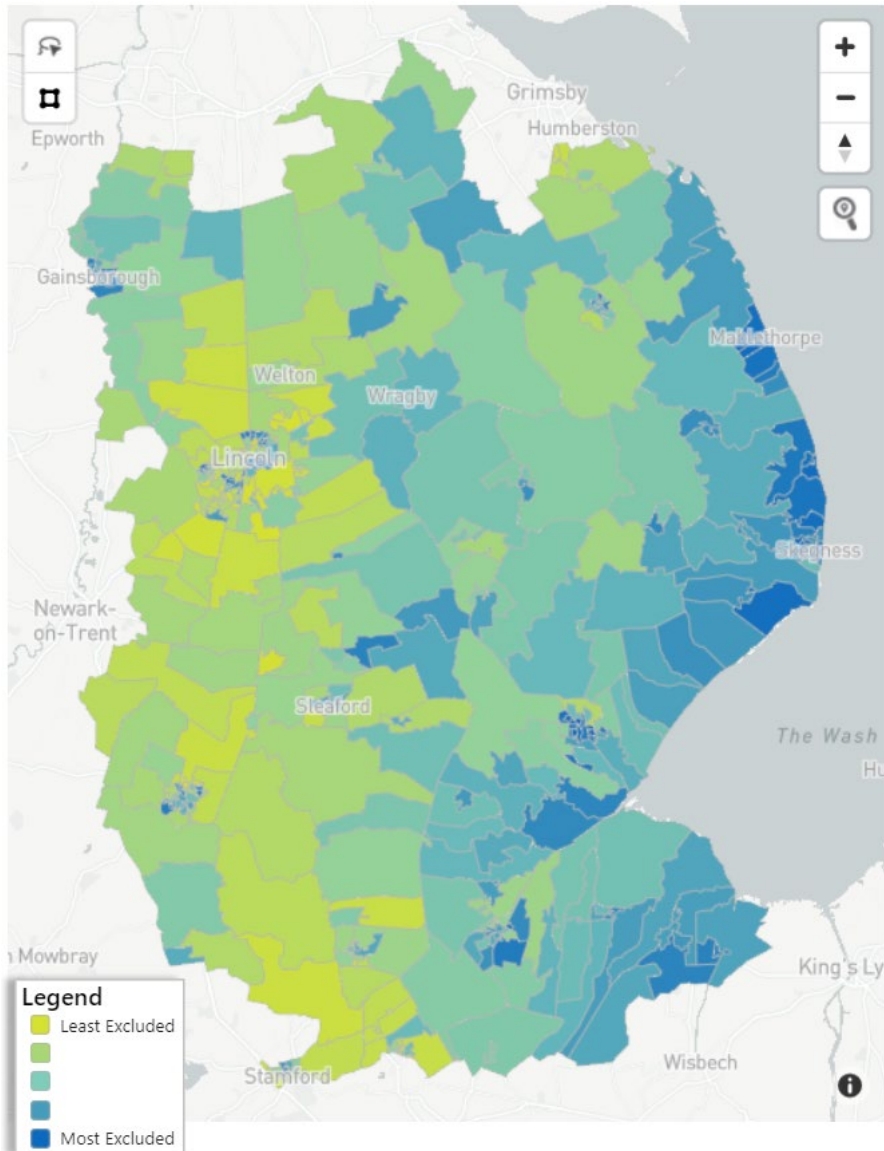 Grimsby
Humberston
Epworth
Gainsborough
Mablethorpe
Welton
Wragby
Lincoln
Skegness
Newark-
on-Trent
Sleaford
The Wash
Hu
n Mowbray
King's Ly
Legend
Least Excluded
Wisbech
Stamford
Most Excluded